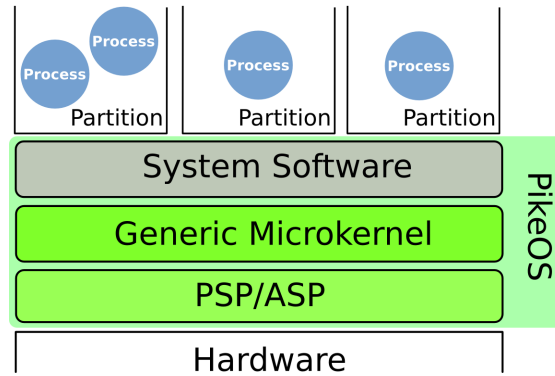 Process
Process
Process
Process
Partition
Partition
Partition
System Software
Generic Microkernel
PSP/ASP
Hardware
PikeOS